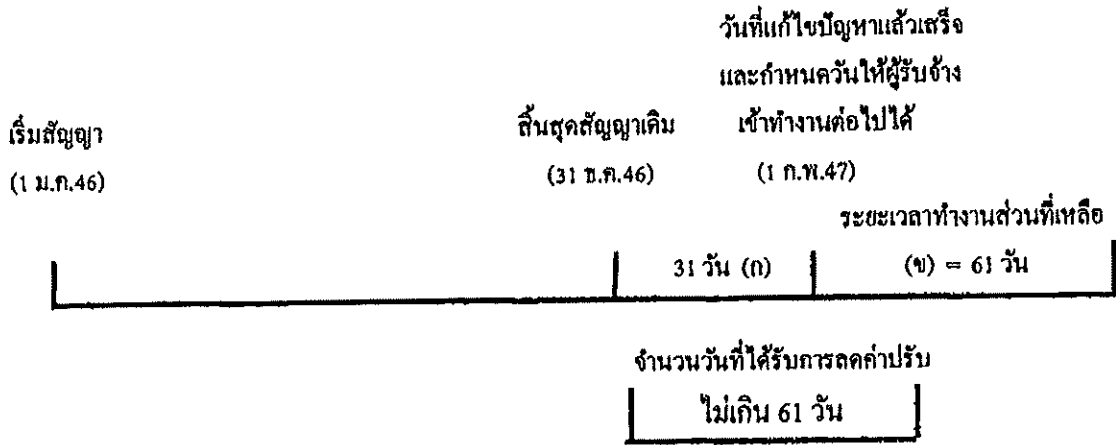 วันที่แก้ไขปัญหาแล้วเสร็จ
และกำหนดวันให้ผู้รับจ้าง
เริ่มสัญญา
สิ้นสุดสัญญาเดิม
เข้าทำงานต่อไปได้
(1 ม.ค.46)
(31 ธ.ค.46)
(1 ก.พ.47)
ระยะเวลาทำงานส่วนที่เหลือ
31 วัน (ก)
(ข) = 61 วัน
จำนวนวันที่ได้รับการลดค่าปรับ
ไม่เกิน 61 วัน